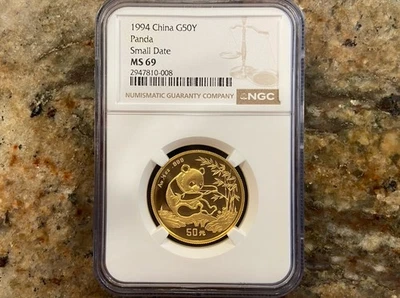 1994 China G50Y
Panda
Small Date
MS 69
2947810-008
NUMISMATIC GUARANTY COMPANY NGC
50元